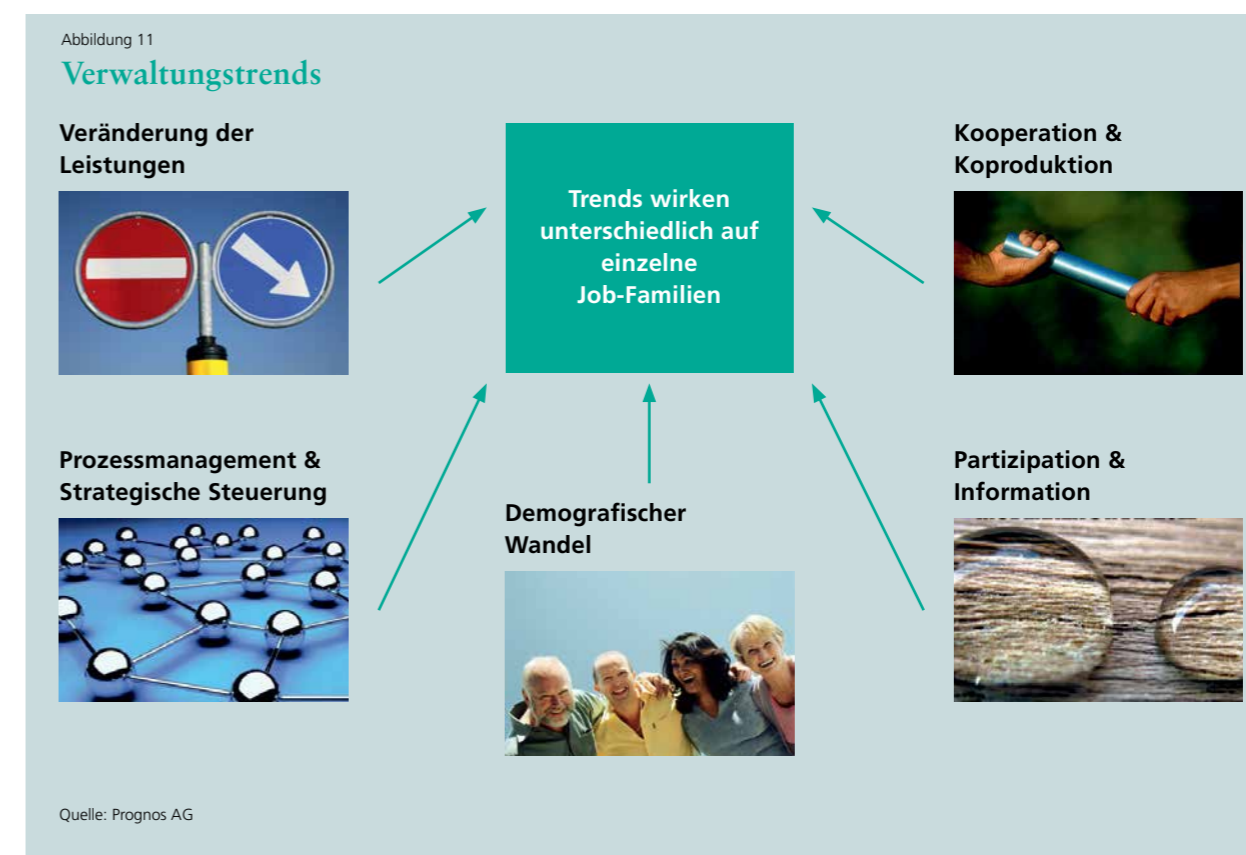 Abbildung 11
Verwaltungstrends
Veränderung der
Leistungen
Trends wirken
unterschiedlich auf
einzelne
Job-Familien
Kooperation &
Koproduktion
Prozessmanagement &
Strategische Steuerung
Demografischer
Wandel
Partizipation &
Information
Quelle: Prognos AG